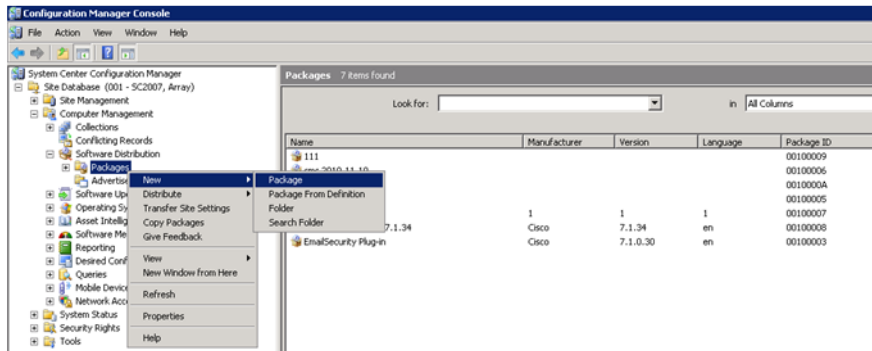 Configuration Manager Console
File Action View Window Help
System Center Configuration Manager
Site Database (001 - SC2007, Array)
Site Management
Computer Management
Collections
Conflicting Records
Software Distribution
Packages
Advertise
Software Up
Operating Sy
Asset Intellig
Software Me
Reporting
Desired Conf
Queries
Mobile Device
Network Acc
System Status
Security Rights
Tools
New
Distribute
Transfer Site Settings
Copy Packages
Give Feedback
View
New Window from Here
Refresh
Properties
Help
Package
Package From Definition
Folder
Search Folder
Packages 7 items found
Look for: in All Columns
Name Manufacturer Version Language Package ID
111 00100009
00100006
0010000A
00100005
1 1 1 00100007
7.1.34 Cisco 7.1.34 en 00100008
EmailSecurity Plug-in Cisco 7.1.0.30 en 00100003